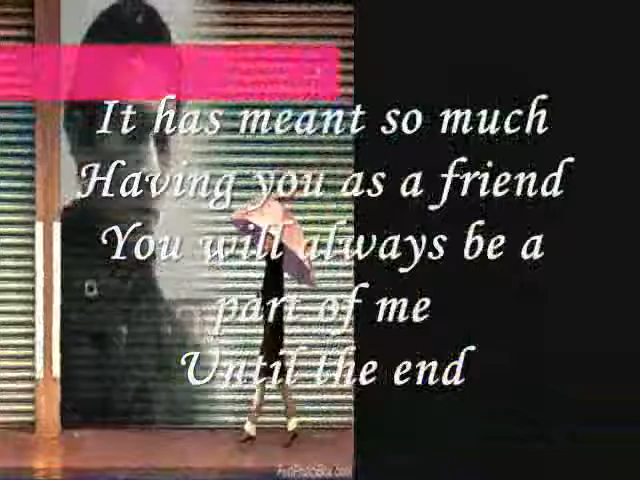 It has meant so much
Having you as a friend
You will always be a
part of me
Until the end